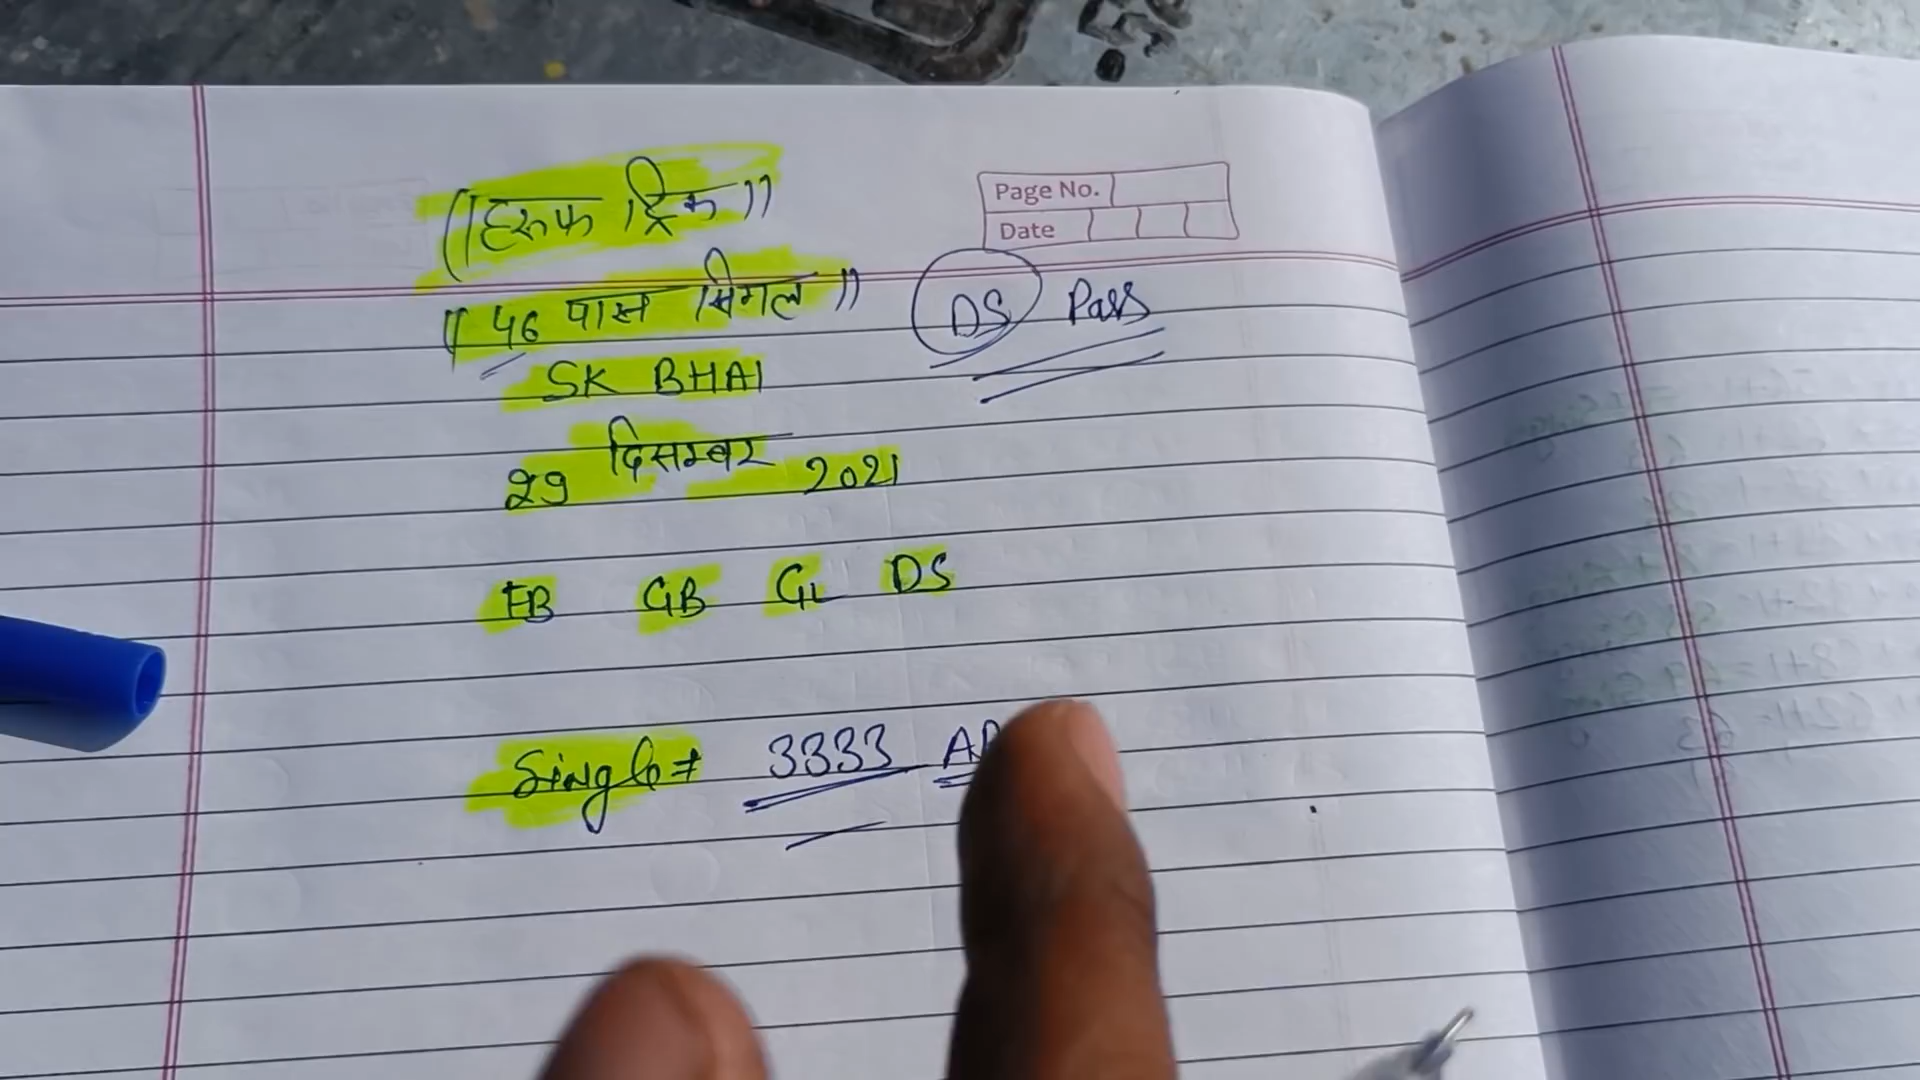 ॥ हरूफ ट्रिक ॥
Page No.
Date
॥ 46 पास सिंगल ॥
DS Pass
SK BHAI
29 दिसम्बर 2021
FB GB GL DS
Single = 3333